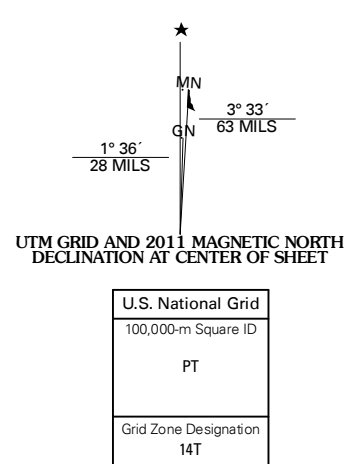 ★
MN
3° 33´
63 MILS
GN
1° 36´
28 MILS
UTM GRID AND 2011 MAGNETIC NORTH
DECLINATION AT CENTER OF SHEET
U.S. National Grid
100,000-m Square ID
PT
Grid Zone Designation
14T